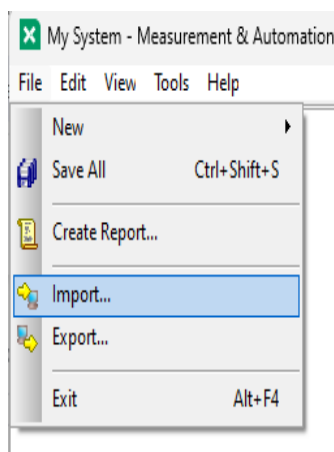 My System - Measurement & Automation
File Edit View Tools Help
New
Save All Ctrl+Shift+S
Create Report...
Import...
Export...
Exit Alt+F4